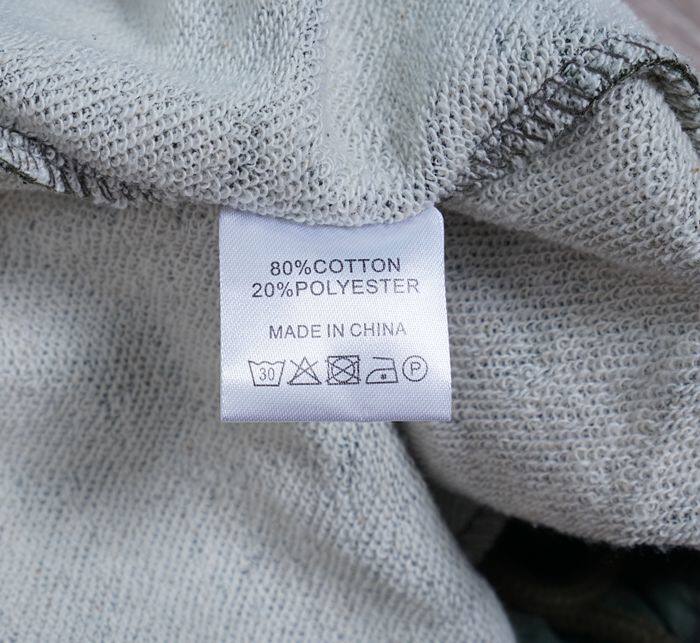 80%COTTON
20%POLYESTER
MADE IN CHINA
30 P